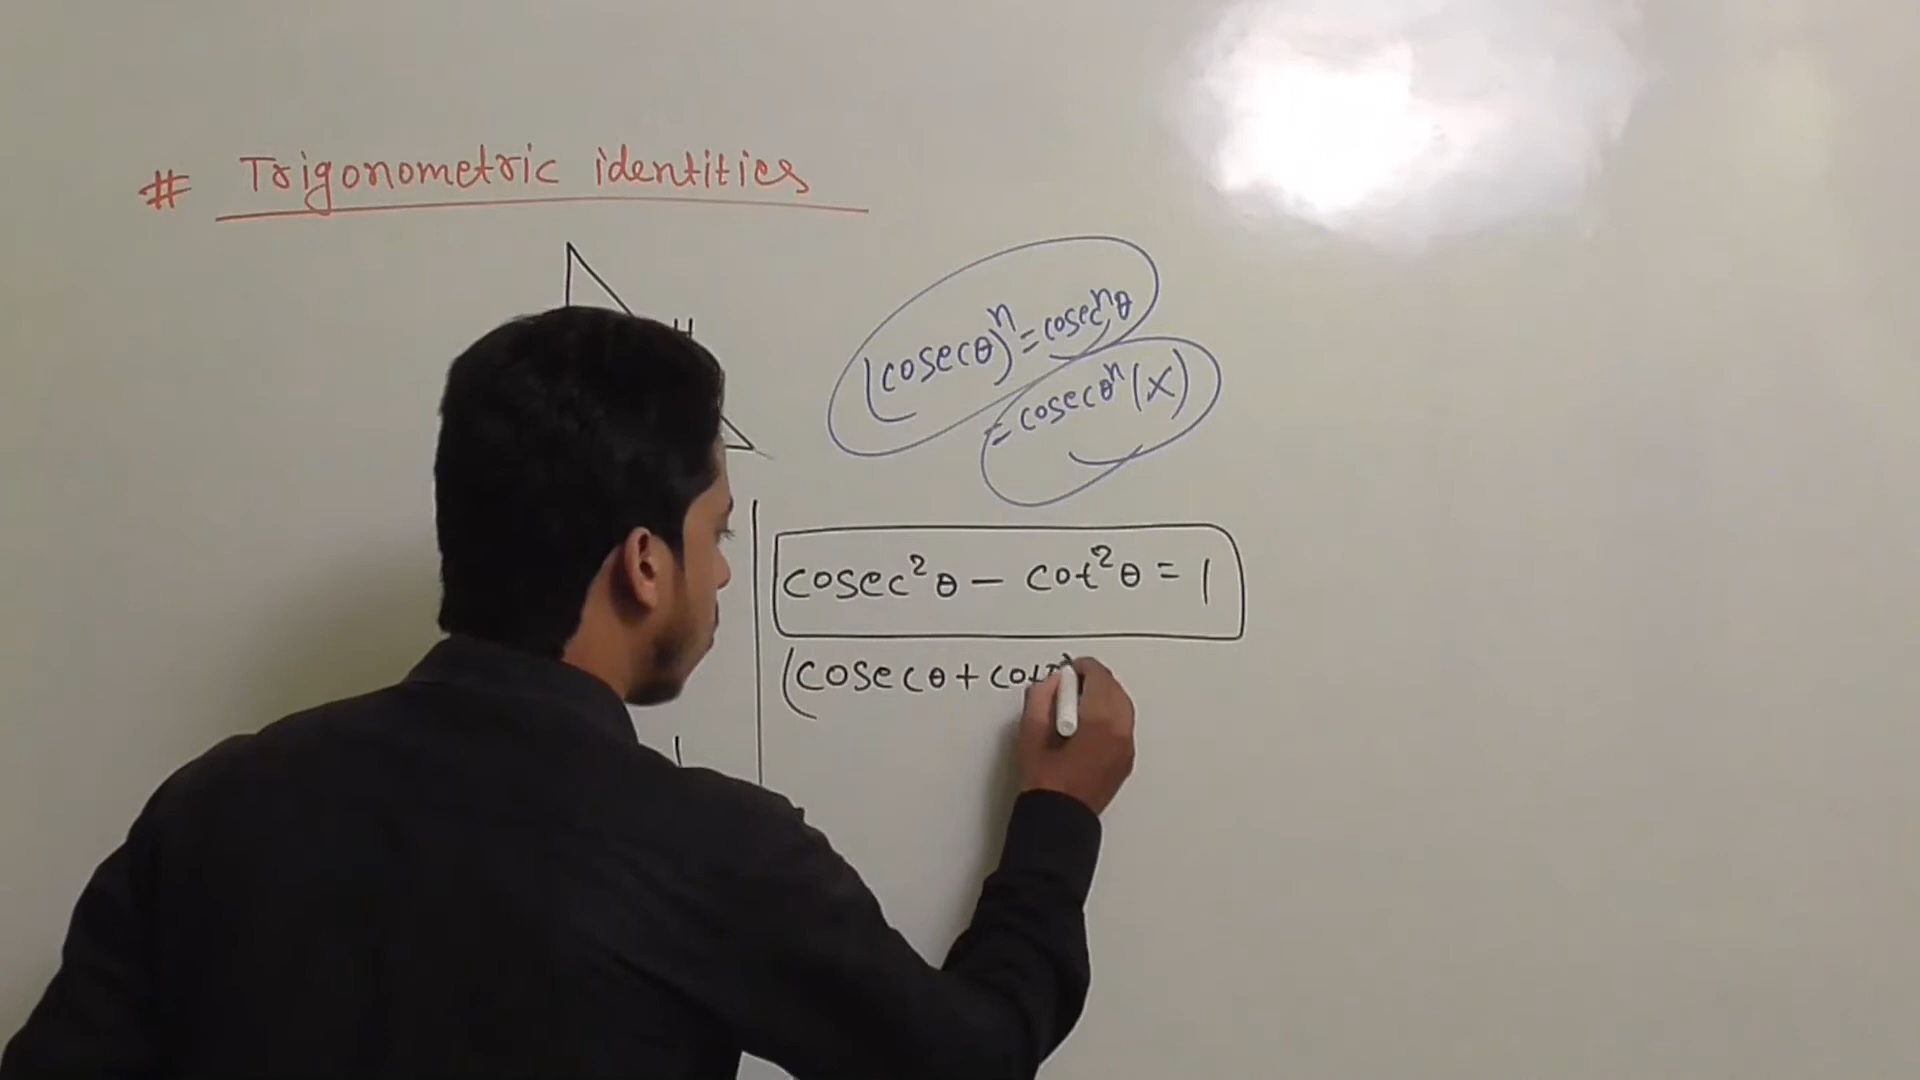 # Trigonometric identities
H
(cosecθ)ⁿ = cosecⁿθ
= cosecθⁿ (X)
cosec²θ – cot²θ = 1
(cosecθ + cot